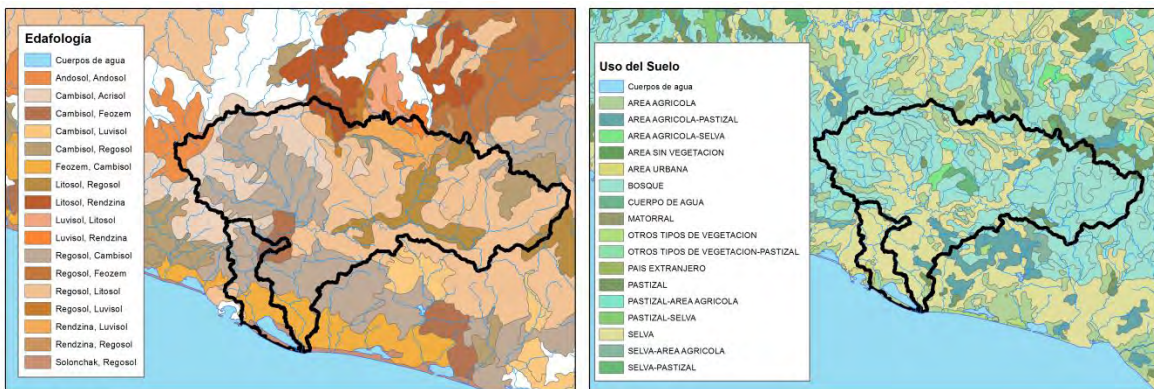 Edafología
Cuerpos de agua
Andosol, Andosol
Cambisol, Acrisol
Cambisol, Feozem
Cambisol, Luvisol
Cambisol, Regosol
Feozem, Cambisol
Litosol, Regosol
Litosol, Rendzina
Luvisol, Litosol
Luvisol, Rendzina
Regosol, Cambisol
Regosol, Feozem
Regosol, Litosol
Regosol, Luvisol
Rendzina, Luvisol
Rendzina, Regosol
Solonchak, Regosol
Uso del Suelo
Cuerpos de agua
AREA AGRICOLA
AREA AGRICOLA-PASTIZAL
AREA AGRICOLA-SELVA
AREA SIN VEGETACION
AREA URBANA
BOSQUE
CUERPO DE AGUA
MATORRAL
OTROS TIPOS DE VEGETACION
OTROS TIPOS DE VEGETACION-PASTIZAL
PAIS EXTRANJERO
PASTIZAL
PASTIZAL-AREA AGRICOLA
PASTIZAL-SELVA
SELVA
SELVA-AREA AGRICOLA
SELVA-PASTIZAL